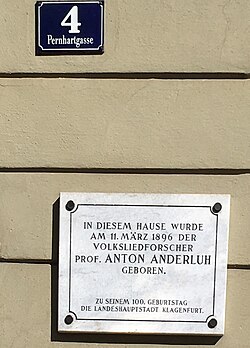 4
Pernhartgasse
IN DIESEM HAUSE WURDE
AM 11. MÄRZ 1896 DER
VOLKSLIEDFORSCHER
PROF. ANTON ANDERLUH
GEBOREN.
ZU SEINEM 100. GEBURTSTAG
DIE LANDESHAUPTSTADT KLAGENFURT.